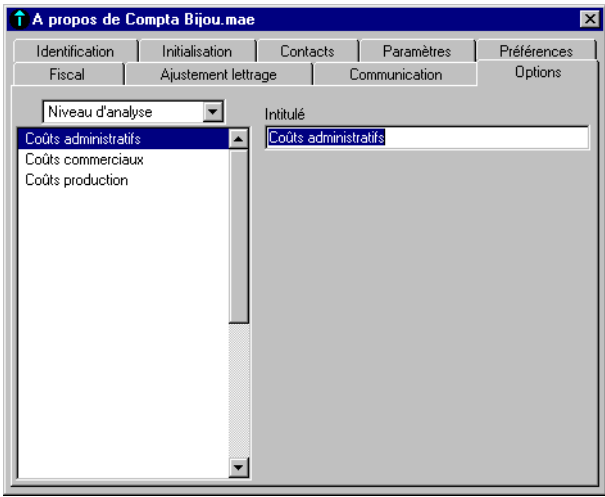 A propos de Compta Bijou.mae
Identification Initialisation Contacts Paramètres Préférences
Fiscal Ajustement lettrage Communication Options
Niveau d'analyse
Intitulé
Coûts administratifs
Coûts administratifs
Coûts commerciaux
Coûts production